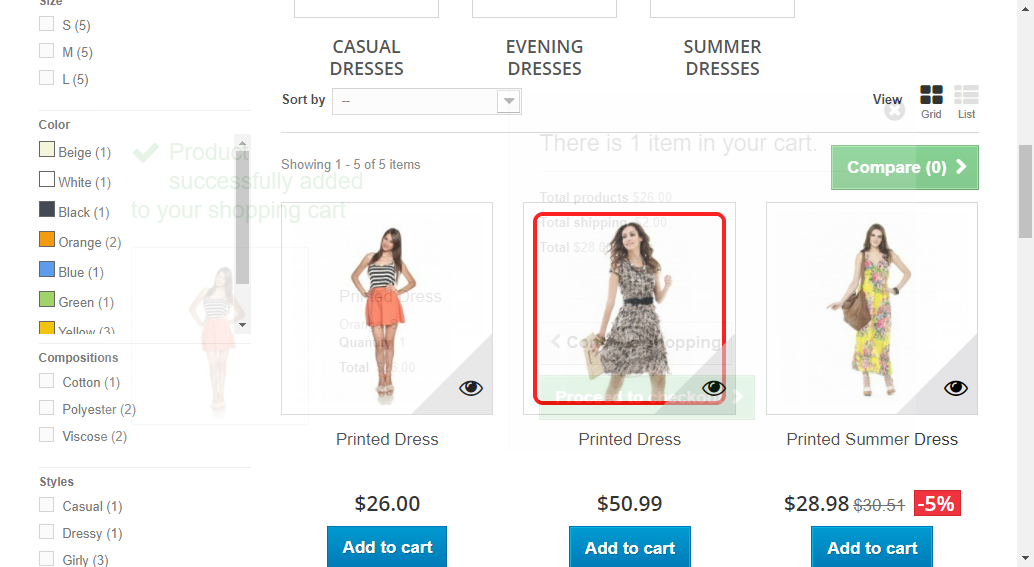 Size
S (5)
M (5)
L (5)
Color
Beige (1)
White (1)
Black (1)
Orange (2)
Blue (1)
Green (1)
Yellow (3)
Compositions
Cotton (1)
Polyester (2)
Viscose (2)
Styles
Casual (1)
Dressy (1)
Girly (3)
CASUAL
DRESSES
EVENING
DRESSES
SUMMER
DRESSES
Sort by
--
View
Grid
List
Showing 1 - 5 of 5 items
Compare (0)
Product
successfully added
to your shopping cart
Printed Dress
Quantity 1
Total
There is 1 item in your cart.
Total products $26.00
Total shipping $2.00
Total $28.00
Continue shopping
Proceed to checkout
Printed Dress
$26.00
Add to cart
Printed Dress
$50.99
Add to cart
Printed Summer Dress
$28.98 $30.51 -5%
Add to cart